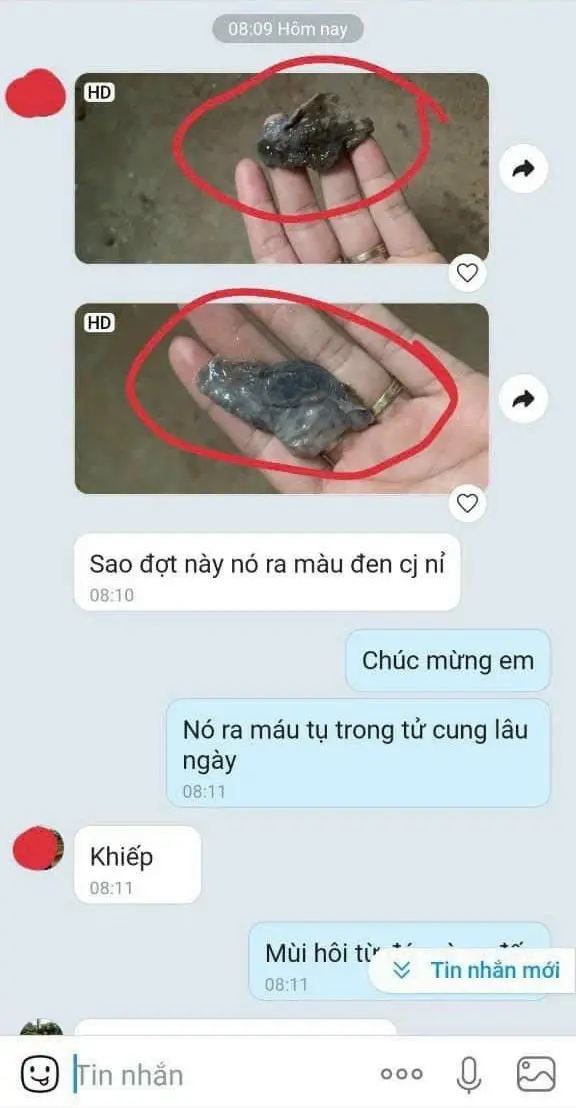 08:09 Hôm nay
HD
HD
Sao đợt này nó ra màu đen cj nỉ
08:10
Chúc mừng em
Nó ra máu tụ trong tử cung lâu
ngày
08:11
Khiếp
08:11
Mùi hôi từ
08:11
Tin nhắn mới
Tin nhắn